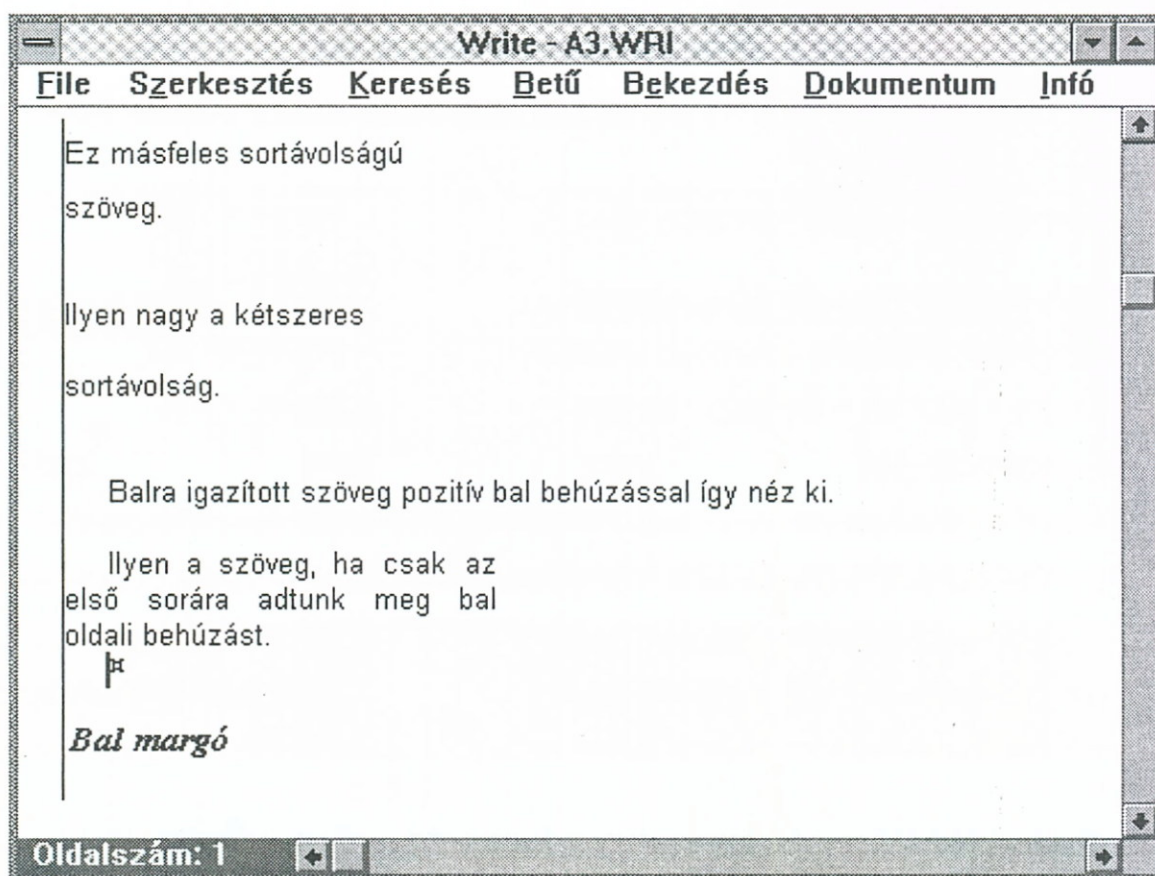 Write - A3.WRI
File Szerkesztés Keresés Betű Bekezdés Dokumentum Infó
Ez másfeles sortávolságú
szöveg.
Ilyen nagy a kétszeres
sortávolság.
Balra igazított szöveg pozitív bal behúzással így néz ki.
Ilyen a szöveg, ha csak az
első sorára adtunk meg bal
oldali behúzást.
¤
Bal margó
Oldalszám: 1